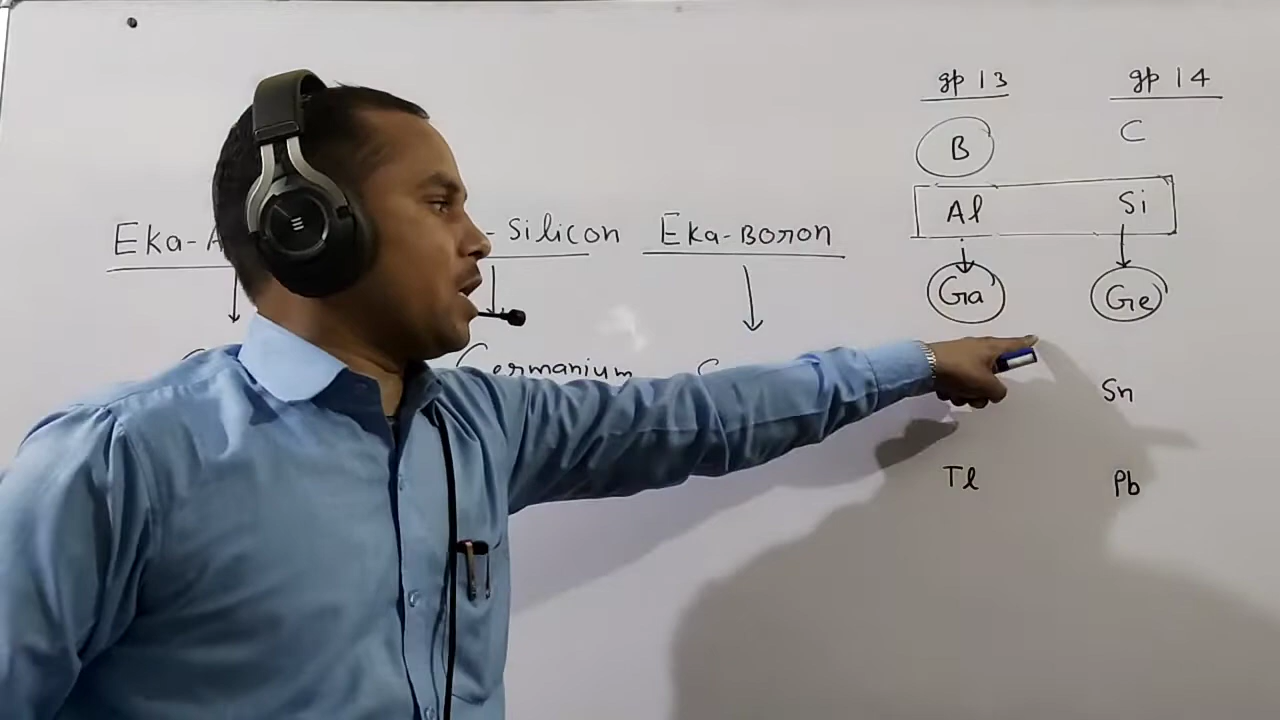 gp 13 gp 14
B C
Al Si
Eka- - Silicon Eka-Boron
Ga Ge
Germanium
Sn
Tl Pb